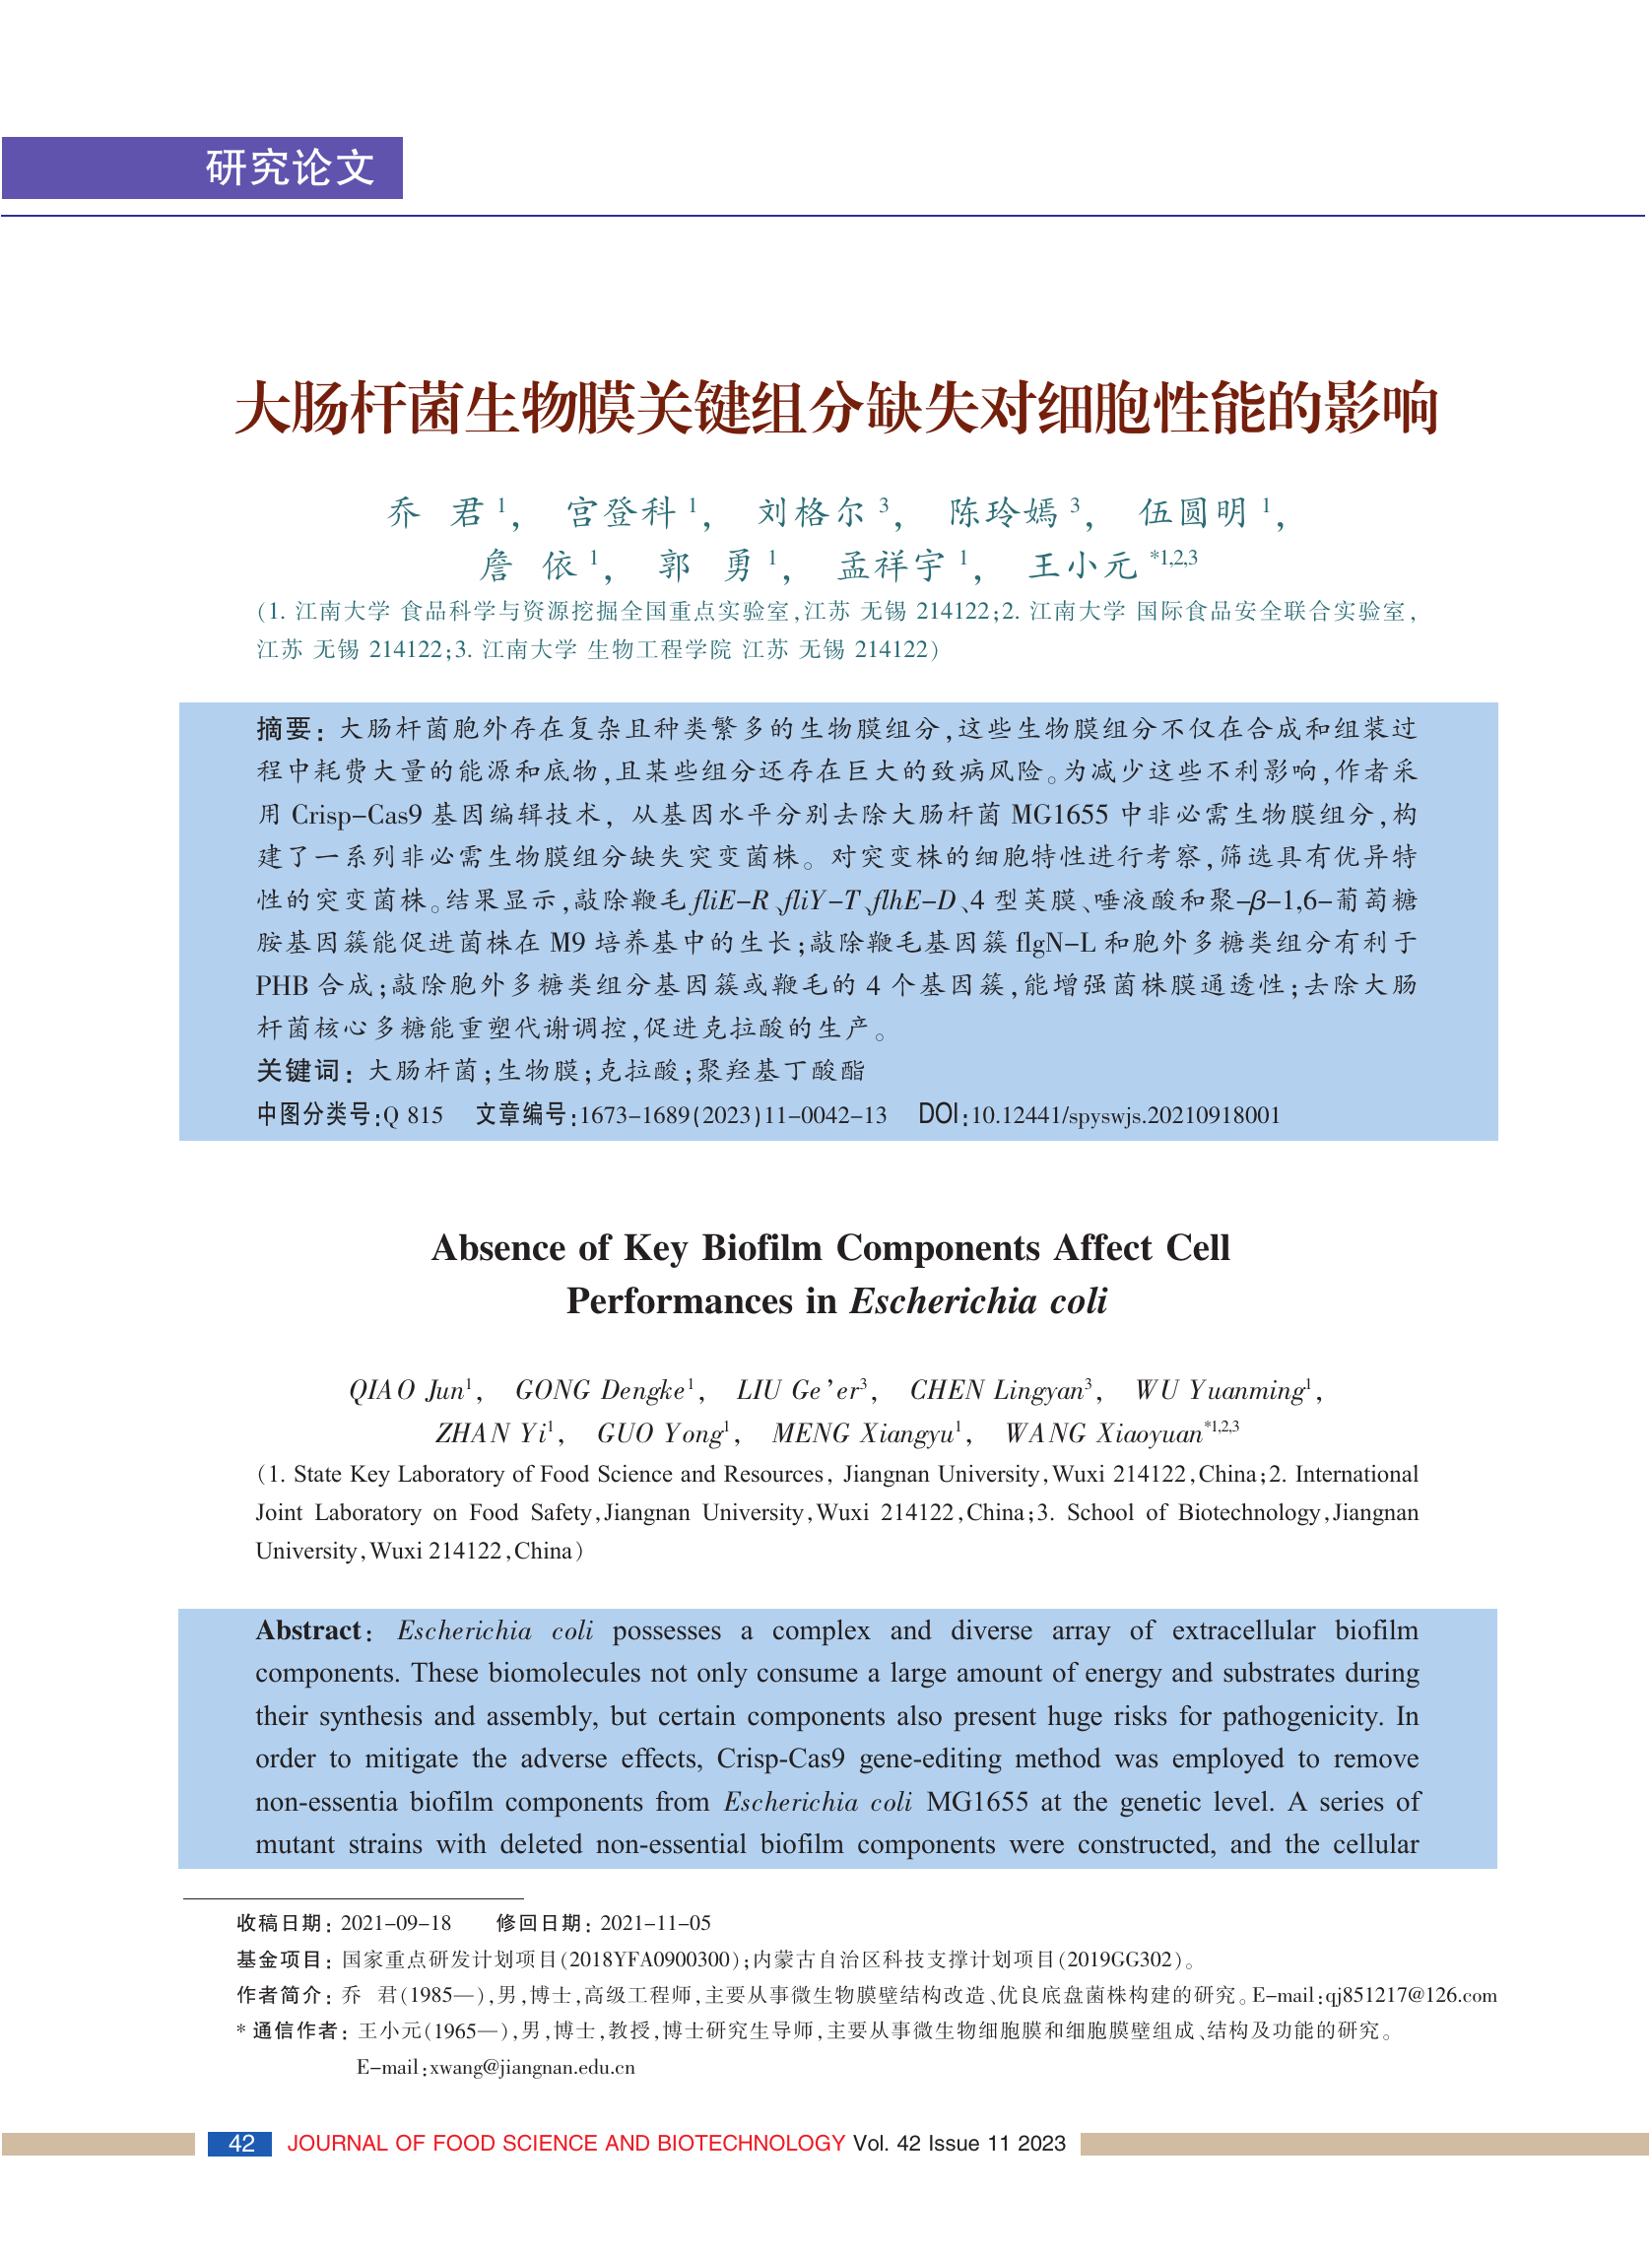 研究论文
大肠杆菌生物膜关键组分缺失对细胞性能的影响
乔 君1, 宫登科1, 刘格尔3, 陈玲嫣3, 伍圆明1,
詹 依1, 郭 勇1, 孟祥宇1, 王小元*1,2,3
(1. 江南大学 食品科学与资源挖掘全国重点实验室,江苏 无锡 214122;2. 江南大学 国际食品安全联合实验室,
江苏 无锡 214122;3. 江南大学 生物工程学院 江苏 无锡 214122)
摘要: 大肠杆菌胞外存在复杂且种类繁多的生物膜组分,这些生物膜组分不仅在合成和组装过
程中耗费大量的能源和底物,且某些组分还存在巨大的致病风险。为减少这些不利影响,作者采
用 Crisp-Cas9 基因编辑技术, 从基因水平分别去除大肠杆菌 MG1655 中非必需生物膜组分,构
建了一系列非必需生物膜组分缺失突变菌株。对突变株的细胞特性进行考察,筛选具有优异特
性的突变菌株。结果显示,敲除鞭毛 fliE-R、fliY-T、flhE-D、4 型荚膜、唾液酸和聚-β-1,6-葡萄糖
胺基因簇能促进菌株在 M9 培养基中的生长;敲除鞭毛基因簇 flgN-L 和胞外多糖类组分有利于
PHB 合成;敲除胞外多糖类组分基因簇或鞭毛的 4 个基因簇,能增强菌株膜通透性;去除大肠
杆菌核心多糖能重塑代谢调控,促进克拉酸的生产。
关键词: 大肠杆菌;生物膜;克拉酸;聚羟基丁酸酯
中图分类号:Q 815 文章编号:1673-1689(2023)11-0042-13 DOI:10.12441/spyswjs.20210918001
Absence of Key Biofilm Components Affect Cell
Performances in Escherichia coli
QIAO Jun1, GONG Dengke1, LIU Ge'er3, CHEN Lingyan3, WU Yuanming1,
ZHAN Yi1, GUO Yong1, MENG Xiangyu1, WANG Xiaoyuan*1,2,3
(1. State Key Laboratory of Food Science and Resources, Jiangnan University,Wuxi 214122,China;2. International
Joint Laboratory on Food Safety,Jiangnan University,Wuxi 214122,China;3. School of Biotechnology,Jiangnan
University,Wuxi 214122,China)
Abstract: Escherichia coli possesses a complex and diverse array of extracellular biofilm
components. These biomolecules not only consume a large amount of energy and substrates during
their synthesis and assembly, but certain components also present huge risks for pathogenicity. In
order to mitigate the adverse effects, Crisp-Cas9 gene-editing method was employed to remove
non-essentia biofilm components from Escherichia coli MG1655 at the genetic level. A series of
mutant strains with deleted non-essential biofilm components were constructed, and the cellular
收稿日期: 2021-09-18 修回日期: 2021-11-05
基金项目: 国家重点研发计划项目(2018YFA0900300);内蒙古自治区科技支撑计划项目(2019GG302)。
作者简介: 乔 君(1985—),男,博士,高级工程师,主要从事微生物膜壁结构改造、优良底盘菌株构建的研究。E-mail:qj851217@126.com
* 通信作者: 王小元(1965—),男,博士,教授,博士研究生导师,主要从事微生物细胞膜和细胞膜壁组成、结构及功能的研究。
E-mail:xwang@jiangnan.edu.cn
42 JOURNAL OF FOOD SCIENCE AND BIOTECHNOLOGY Vol. 42 Issue 11 2023